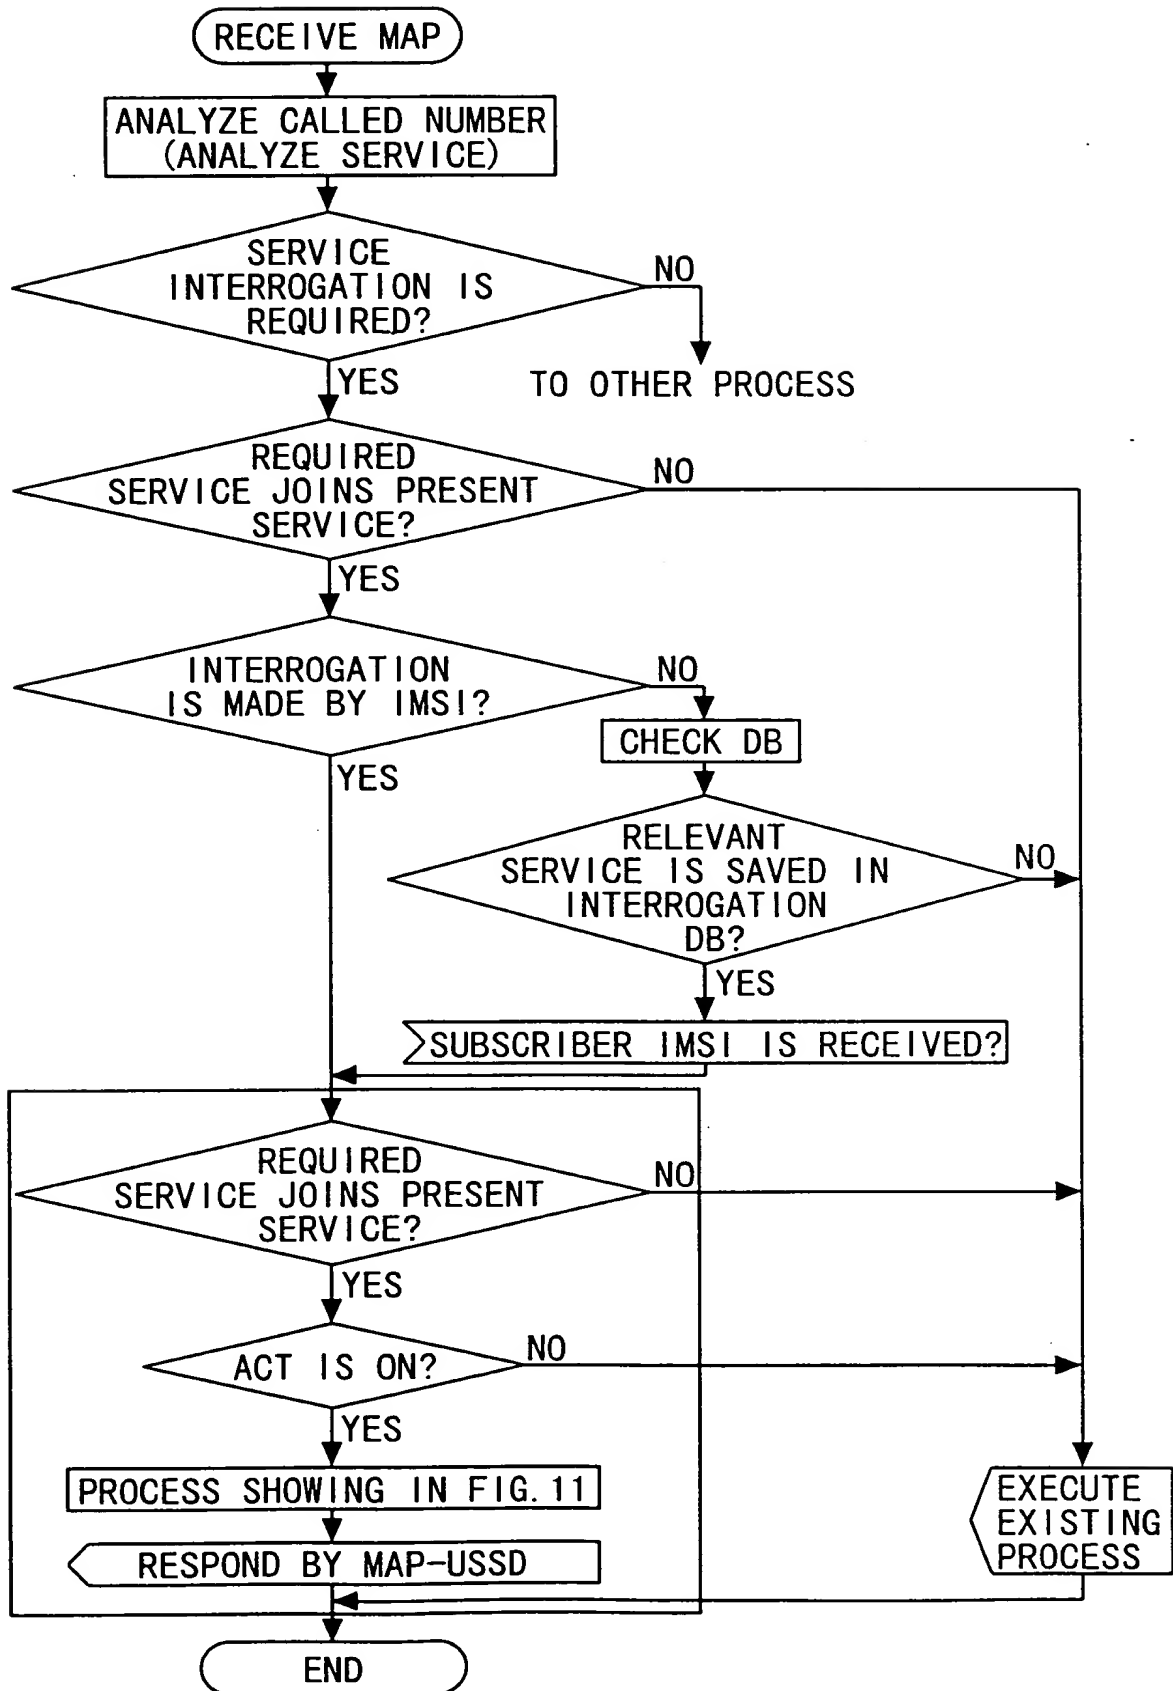 RECEIVE MAP
ANALYZE CALLED NUMBER
(ANALYZE SERVICE)
SERVICE
INTERROGATION IS
REQUIRED?
NO
YES
TO OTHER PROCESS
REQUIRED
SERVICE JOINS PRESENT
SERVICE?
NO
YES
INTERROGATION
IS MADE BY IMSI?
NO
YES
CHECK DB
RELEVANT
SERVICE IS SAVED IN
INTERROGATION
DB?
NO
YES
SUBSCRIBER IMSI IS RECEIVED?
REQUIRED
SERVICE JOINS PRESENT
SERVICE?
NO
YES
ACT IS ON?
NO
YES
PROCESS SHOWING IN FIG. 11
RESPOND BY MAP-USSD
EXECUTE
EXISTING
PROCESS
END